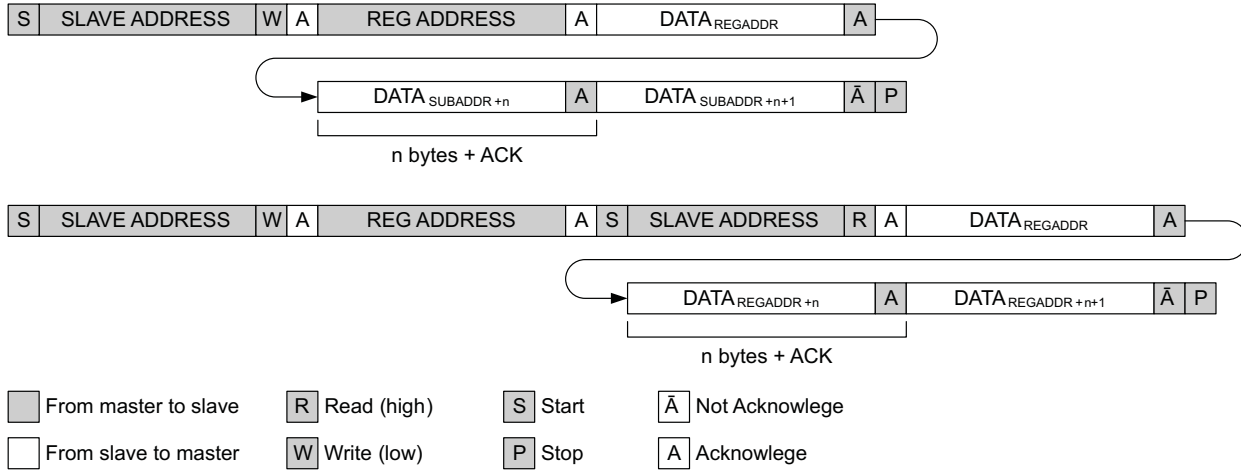 S SLAVE ADDRESS W A REG ADDRESS A DATA REGADDR A
DATA SUBADDR +n A DATA SUBADDR +n+1 Ā P
n bytes + ACK
S SLAVE ADDRESS W A REG ADDRESS A S SLAVE ADDRESS R A DATA REGADDR A
DATA REGADDR +n A DATA REGADDR +n+1 Ā P
n bytes + ACK
From master to slave R Read (high) S Start Ā Not Acknowlege
From slave to master W Write (low) P Stop A Acknowlege